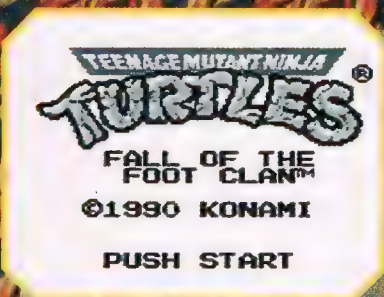 TEENAGE MUTANT NINJA
TURTLES®
FALL OF THE
FOOT CLAN™
©1990 KONAMI
PUSH START